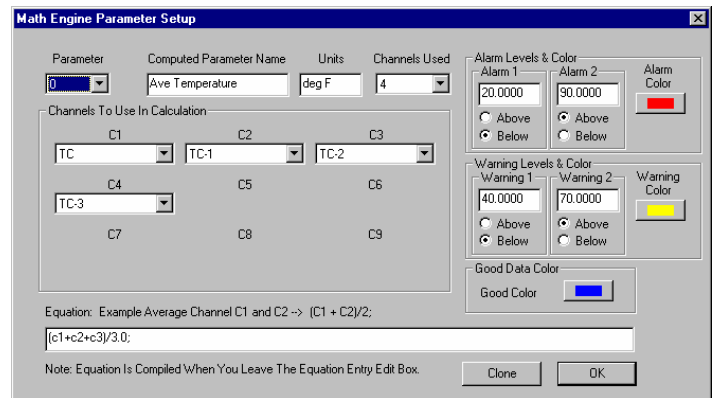 Math Engine Parameter Setup
Parameter Computed Parameter Name Units Channels Used
0 Ave Temperature deg F 4
Channels To Use In Calculation
C1 C2 C3
TC TC-1 TC-2
C4 C5 C6
TC-3
C7 C8 C9
Alarm Levels & Color
Alarm 1 Alarm 2 Alarm Color
20.0000 90.0000
Above Above
Below Below
Warning Levels & Color
Warning 1 Warning 2 Warning Color
40.0000 70.0000
Above Above
Below Below
Good Data Color
Good Color
Equation: Example Average Channel C1 and C2 --> (C1 + C2)/2;
(c1+c2+c3)/3.0;
Note: Equation Is Compiled When You Leave The Equation Entry Edit Box.
Clone OK